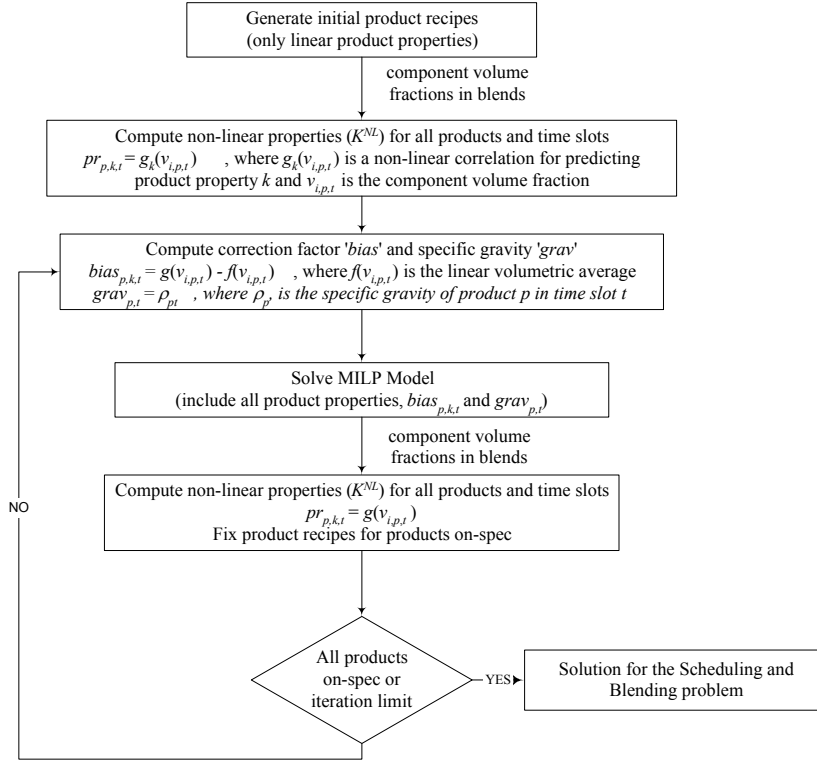 Generate initial product recipes
(only linear product properties)
component volume
fractions in blends
Compute non-linear properties (K^NL) for all products and time slots
pr_p,k,t = g_k(v_i,p,t) , where g_k(v_i,p,t) is a non-linear correlation for predicting
product property k and v_i,p,t is the component volume fraction
Compute correction factor 'bias' and specific gravity 'grav'
bias_p,k,t = g(v_i,p,t) - f(v_i,p,t) , where f(v_i,p,t) is the linear volumetric average
grav_p,t = ρ_pt , where ρ_p, is the specific gravity of product p in time slot t
Solve MILP Model
(include all product properties, bias_p,k,t and grav_p,t)
component volume
fractions in blends
Compute non-linear properties (K^NL) for all products and time slots
pr_p,k,t = g(v_i,p,t)
Fix product recipes for products on-spec
NO
All products
on-spec or
iteration limit
YES
Solution for the Scheduling and
Blending problem